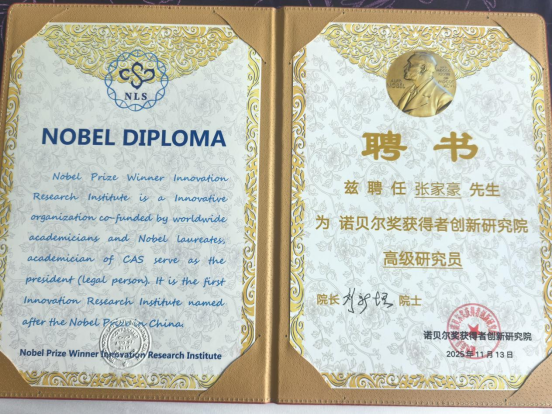 NLS
NOBEL DIPLOMA
Nobel Prize Winner Innovation
Research Institute is a Innovative
organization co-funded by worldwide
academicians and Nobel laureates,
academician of CAS serve as the
president (legal person). It is the first
Innovation Research Institute named
after the Nobel Prize in China.
Nobel Prize Winner Innovation Research Institute
聘书
兹聘任 张家豪 先生
为 诺贝尔奖获得者创新研究院
高级研究员
院长 院士
诺贝尔奖获得者创新研究院
2025年11月13日